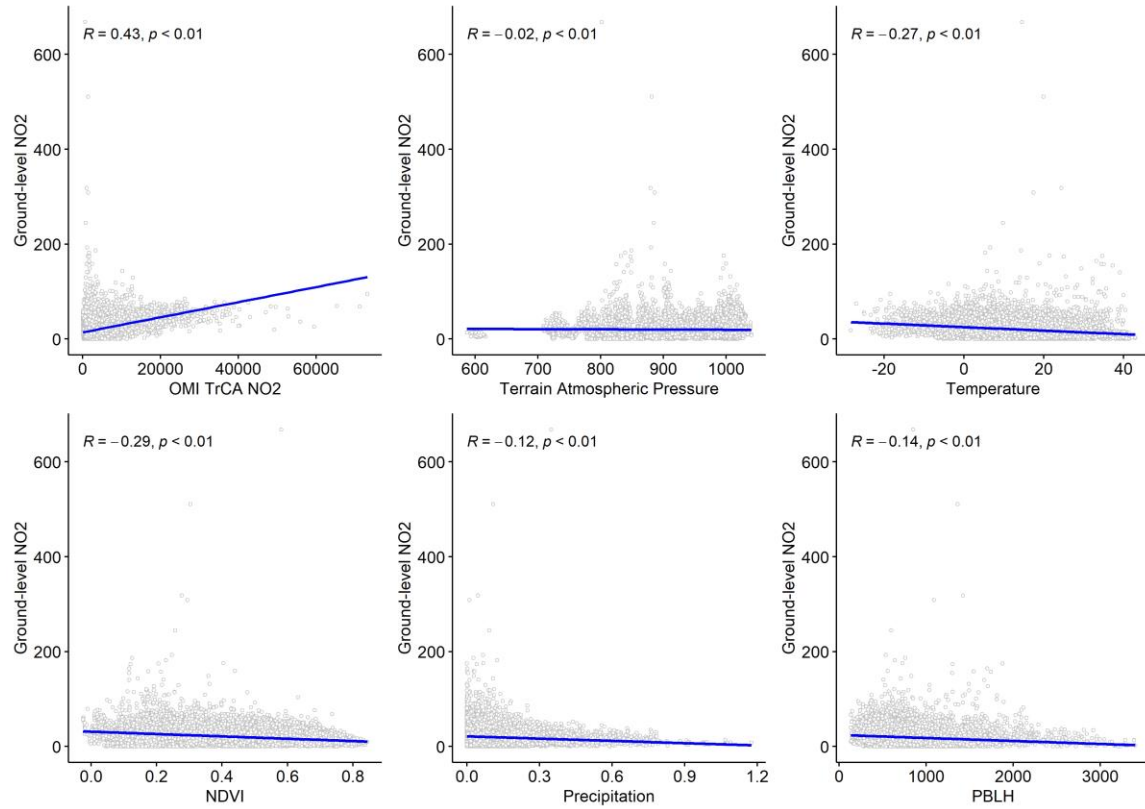 R = 0.43, p < 0.01
Ground-level NO2
600
400
200
0
0 20000 40000 60000
OMI TrCA NO2
R = −0.02, p < 0.01
Ground-level NO2
600
400
200
0
600 700 800 900 1000
Terrain Atmospheric Pressure
R = −0.27, p < 0.01
Ground-level NO2
600
400
200
0
-20 0 20 40
Temperature
R = −0.29, p < 0.01
Ground-level NO2
600
400
200
0
0.0 0.2 0.4 0.6 0.8
NDVI
R = −0.12, p < 0.01
Ground-level NO2
600
400
200
0
0.0 0.3 0.6 0.9 1.2
Precipitation
R = −0.14, p < 0.01
Ground-level NO2
600
400
200
0
0 1000 2000 3000
PBLH